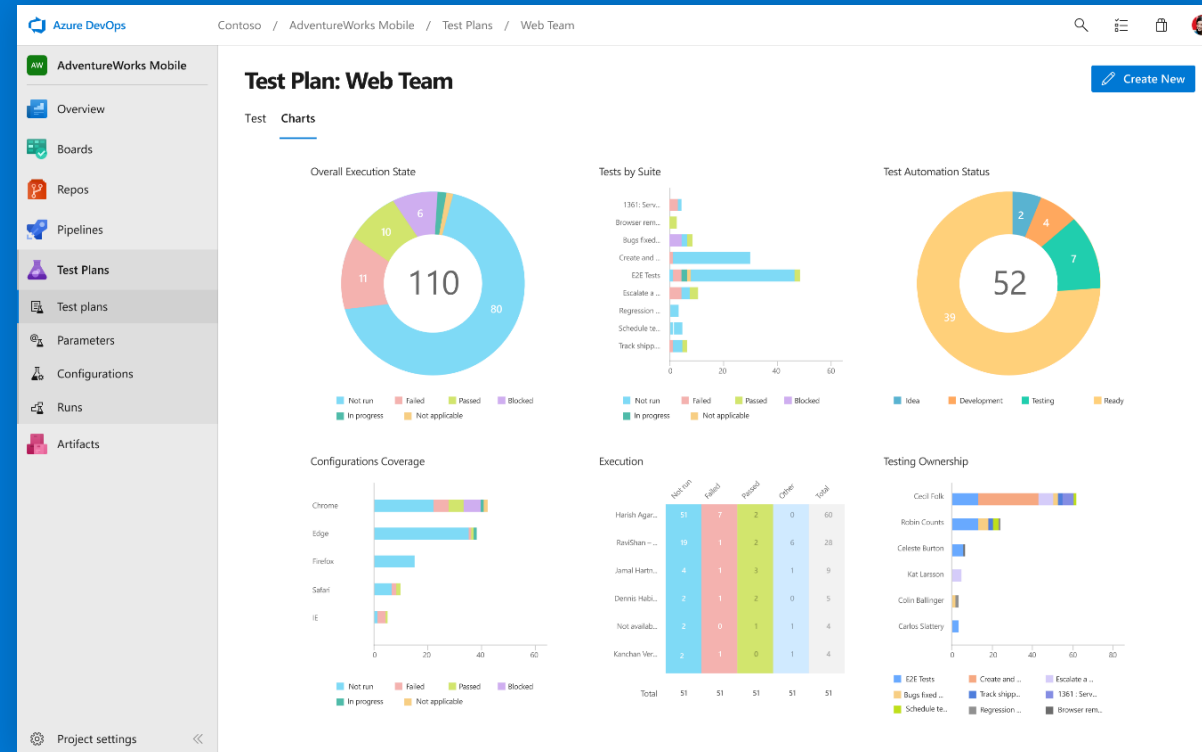 Azure DevOps
Contoso / AdventureWorks Mobile / Test Plans / Web Team
AW AdventureWorks Mobile
Overview
Boards
Repos
Pipelines
Test Plans
Test plans
Parameters
Configurations
Runs
Artifacts
Project settings
Test Plan: Web Team
Create New
Test Charts
Overall Execution State
6
10
11
110
80
Not run Failed Passed Blocked
In progress Not applicable
Tests by Suite
1361: Serv...
Browser rem...
Bugs fixed...
Create and ...
E2E Tests
Escalate a ...
Regression ...
Schedule te...
Track shipp...
0 20 40 60
Not run Failed Passed Blocked
In progress Not applicable
Test Automation Status
2
4
7
52
39
Idea Development Testing Ready
Configurations Coverage
Chrome
Edge
Firefox
Safari
IE
0 20 40 60
Not run Failed Passed Blocked
In progress Not applicable
Execution
Not run Failed Passed Other Total
Harish Agar... 51 7 2 0 60
RaviShan – ... 19 1 2 6 28
Jamal Hartn... 4 1 3 1 9
Dennis Habi... 2 1 2 0 5
Not availab... 2 0 1 1 4
Kanchan Ver... 2 1 0 1 4
Total 51 51 51 51 51
Testing Ownership
Cecil Folk
Robin Counts
Celeste Burton
Kat Larsson
Colin Ballinger
Carlos Slattery
0 20 40 60 80
E2E Tests Create and ... Escalate a ...
Bugs fixed ... Track shipp... 1361 : Serv...
Schedule te... Regression ... Browser rem...